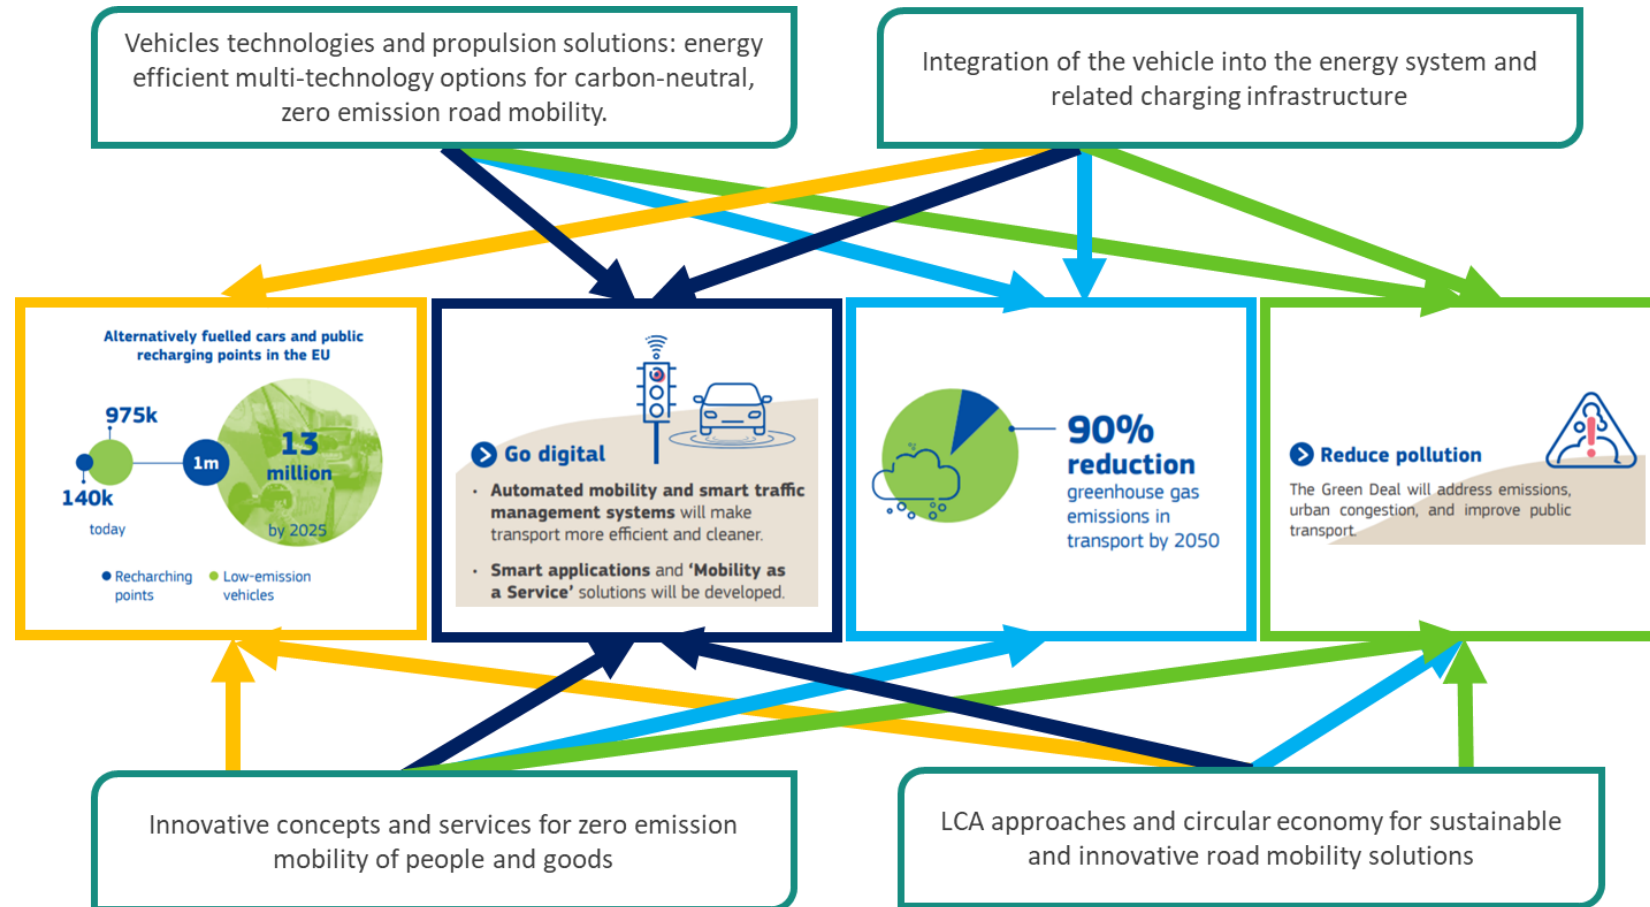 Vehicles technologies and propulsion solutions: energy
efficient multi-technology options for carbon-neutral,
zero emission road mobility.
Integration of the vehicle into the energy system and
related charging infrastructure
Alternatively fuelled cars and public
recharging points in the EU
975k
140k
today
1m
13
million
by 2025
Recharching
points
Low-emission
vehicles
Go digital
· Automated mobility and smart traffic
management systems will make
transport more efficient and cleaner.
· Smart applications and ‘Mobility as
a Service’ solutions will be developed.
90%
reduction
greenhouse gas
emissions in
transport by 2050
Reduce pollution
The Green Deal will address emissions,
urban congestion, and improve public
transport.
Innovative concepts and services for zero emission
mobility of people and goods
LCA approaches and circular economy for sustainable
and innovative road mobility solutions